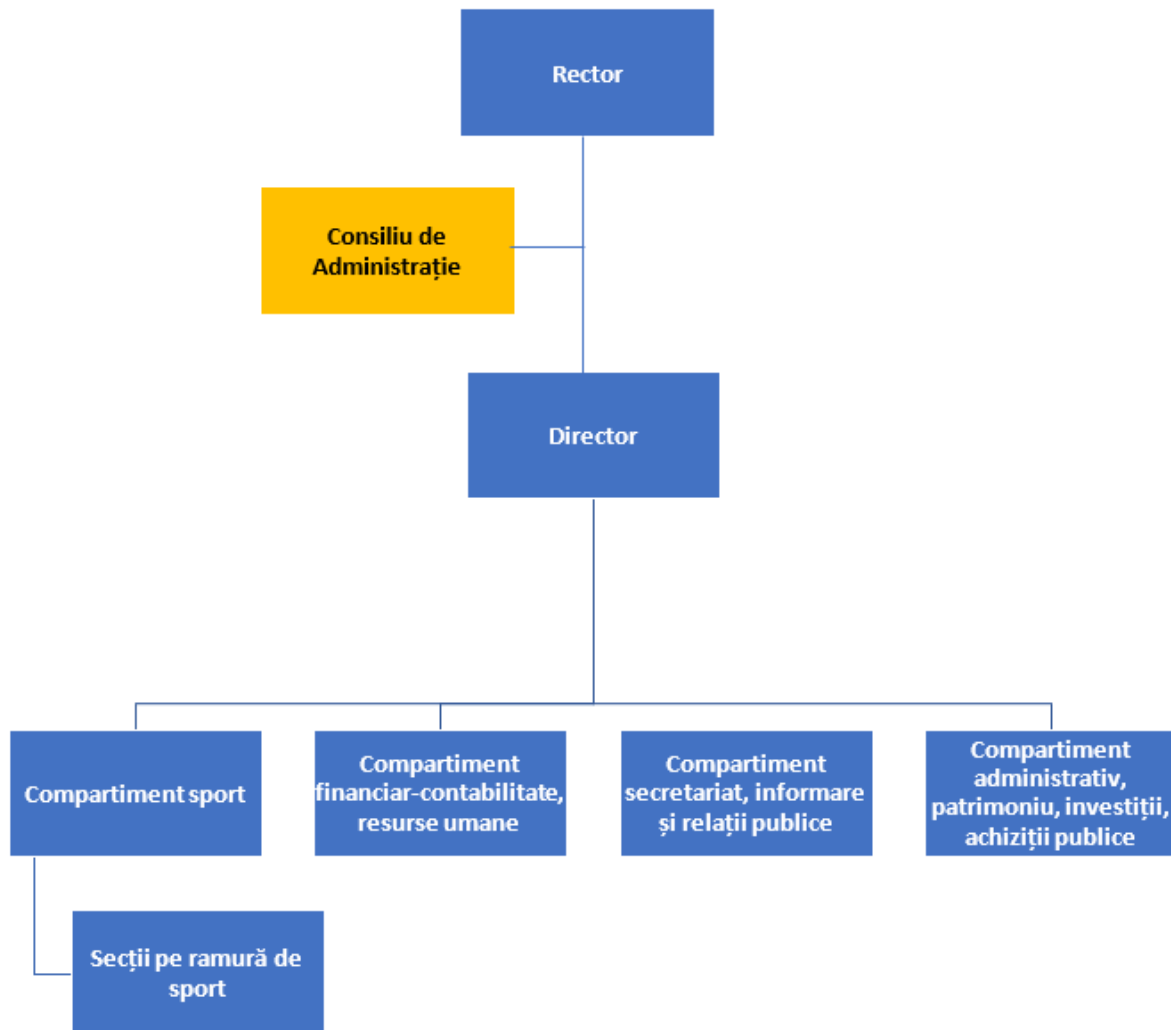 Rector
Consiliu de
Administrație
Director
Compartiment sport
Compartiment
financiar-contabilitate,
resurse umane
Compartiment
secretariat, informare
și relații publice
Compartiment
administrativ,
patrimoniu, investiții,
achiziții publice
Secții pe ramură de
sport